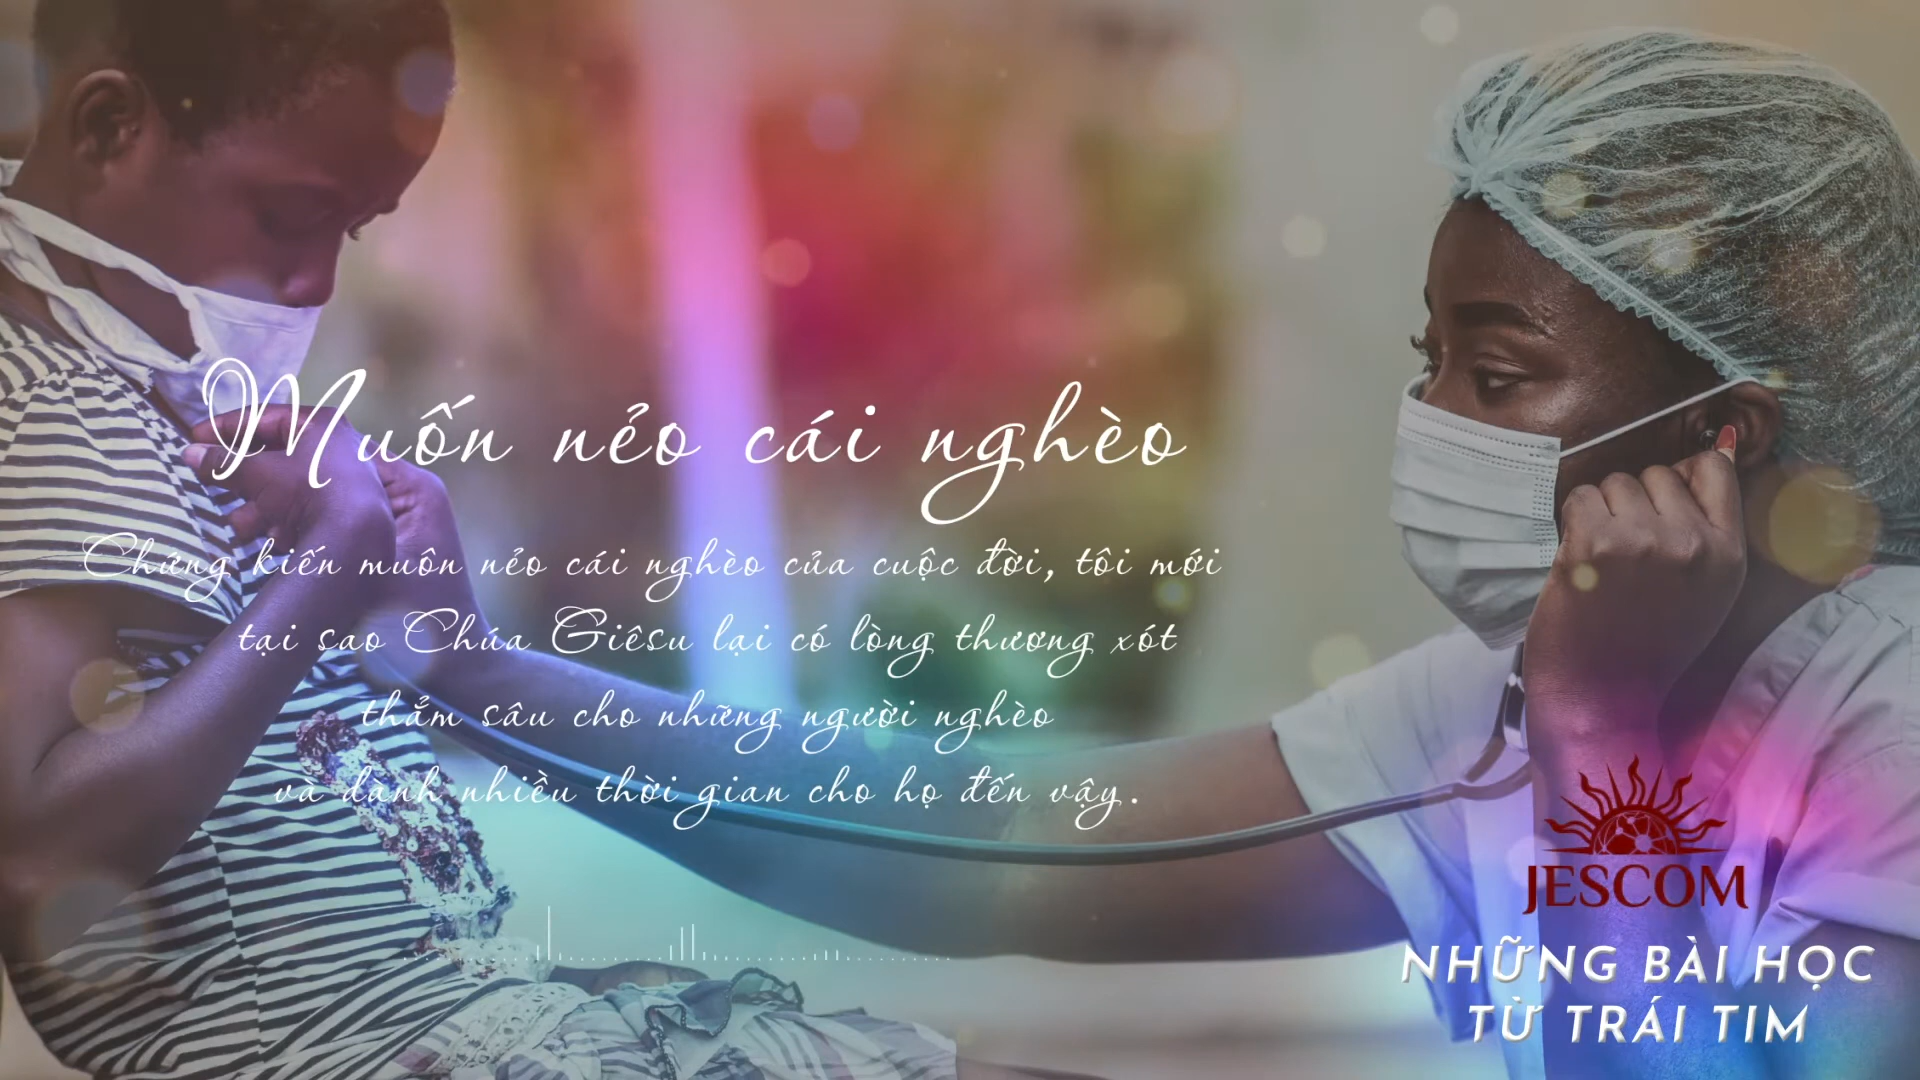 Muốn nẻo cái nghèo
Chứng kiến muôn nẻo cái nghèo của cuộc đời, tôi mới
tại sao Chúa Giêsu lại có lòng thương xót
thẳm sâu cho những người nghèo
và dành nhiều thời gian cho họ đến vậy.
JESCOM
NHỮNG BÀI HỌC
TỪ TRÁI TIM